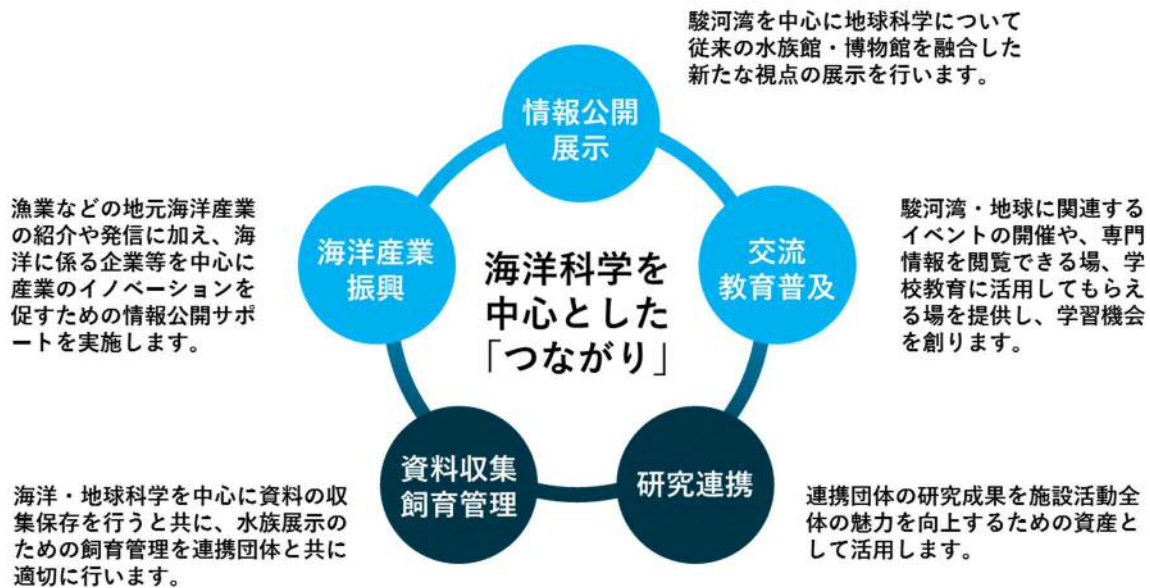 駿河湾を中心に地球科学について
従来の水族館・博物館を融合した
新たな視点の展示を行います。
情報公開
展示
漁業などの地元海洋産業
の紹介や発信に加え、海
洋に係る企業等を中心に
産業のイノベーションを
促すための情報公開サポ
ートを実施します。
海洋産業
振興
海洋科学を
中心とした
「つながり」
交流
教育普及
駿河湾・地球に関連する
イベントの開催や、専門
情報を閲覧できる場、学
校教育に活用してもらえ
る場を提供し、学習機会
を創ります。
資料収集
飼育管理
研究連携
海洋・地球科学を中心に資料の収
集保存を行うと共に、水族展示の
ための飼育管理を連携団体と共に
適切に行います。
連携団体の研究成果を施設活動全
体の魅力を向上するための資産と
して活用します。